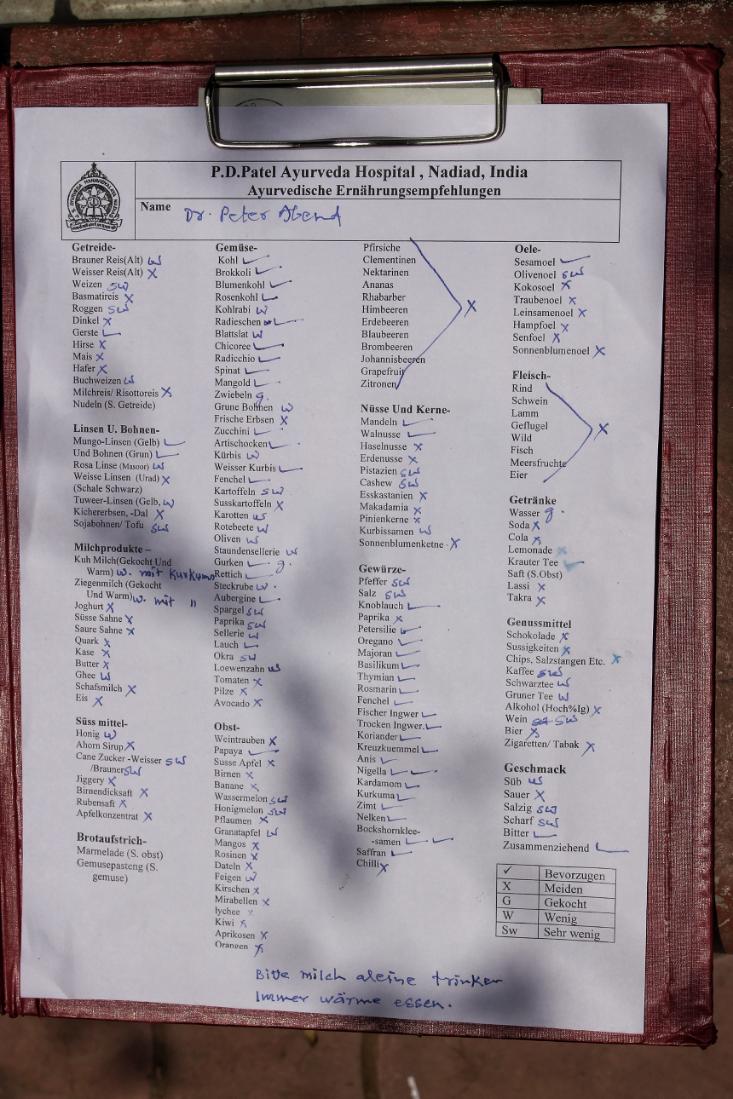 P.D.Patel Ayurveda Hospital , Nadiad, India
Ayurvedische Ernährungsempfehlungen
Name Dr. Peter Abend
Getreide-
Brauner Reis(Alt) W
Weisser Reis(Alt) X
Weizen SW
Basmatireis X
Roggen SW
Dinkel X
Gerste ✓
Hirse X
Mais X
Hafer X
Buchweizen W
Milchreis/ Risottoreis X
Nudeln (S. Getreide)
Linsen U. Bohnen-
Mungo-Linsen (Gelb) ✓
Und Bohnen (Grun) ✓
Rosa Linse (Masoor) W
Weisse Linsen (Urad) X
(Schale Schwarz)
Tuweer-Linsen (Gelb, W
Kichererbsen, -Dal X
Sojabohnen/ Tofu SW
Milchprodukte –
Kuh Milch(Gekocht Und
Warm) W. mit Kurkuma
Ziegenmilch (Gekocht
Und Warm) W. mit "
Joghurt X
Süsse Sahne X
Saure Sahne X
Quark X
Kase X
Butter X
Ghee W
Schafsmilch X
Eis X
Süss mittel-
Honig W
Ahorn Sirup X
Cane Zucker -Weisser SW
/Brauner SW
Jiggery X
Birnendicksaft X
Rubensaft X
Apfelkonzentrat X
Brotaufstrich-
Marmelade (S. obst)
Gemusepasteng (S.
gemuse)
Gemüse-
Kohl ✓
Brokkoli ✓
Blumenkohl ✓
Rosenkohl ✓
Kohlrabi W
Radieschen ✓
Blattslat W
Chicoree ✓
Radicchio ✓
Spinat ✓
Mangold ✓
Zwiebeln g.
Grune Bohnen W
Frische Erbsen X
Zucchini ✓
Artischocken ✓
Kürbis W
Weisser Kurbis ✓
Fenchel ✓
Kartoffeln SW
Susskartoffeln X
Karotten W
Rotebeete W
Oliven W
Staundensellerie W
Gurken ✓ g.
Rettich ✓
Steckrube W
Aubergine ✓
Spargel SW
Paprika SW
Sellerie W
Lauch ✓
Okra SW
Loewenzahn W
Tomaten X
Pilze X
Avocado X
Obst-
Weintrauben X
Papaya ✓
Susse Apfel X
Birnen X
Banane X
Wassermelon SW
Honigmelon SW
Pflaumen X
Granatapfel W
Mangos X
Rosinen X
Dateln X
Feigen W
Kirschen X
Mirabellen X
lychee X
Kiwi X
Aprikosen X
Orangen X
Pfirsiche
Clementinen
Nektarinen
Ananas
Rhabarber
Himbeeren X
Erdebeeren
Blaubeeren
Brombeeren
Johannisbeeren
Grapefruit
Zitronen
Nüsse Und Kerne-
Mandeln ✓
Walnusse ✓
Haselnusse X
Erdenusse X
Pistazien SW
Cashew SW
Esskastanien X
Makadamia X
Pinienkerne X
Kurbissamen W
Sonnenblumenketne X
Gewürze-
Pfeffer SW
Salz SW
Knoblauch ✓
Paprika X
Petersilie ✓
Oregano ✓
Majoran ✓
Basilikum ✓
Thymian ✓
Rosmarin ✓
Fenchel ✓
Fischer Ingwer ✓
Trocken Ingwer ✓
Koriander ✓
Kreuzkuemmel ✓
Anis ✓
Nigella ✓
Kardamom ✓
Kurkuma ✓
Zimt ✓
Nelken ✓
Bockshornklee-
-samen ✓ ✓
Saffran ✓
Chilli X
Oele-
Sesamoel ✓
Olivenoel SW
Kokosoel X
Traubenoel X
Leinsamenoel X
Hampfoel X
Senfoel X
Sonnenblumenoel X
Fleisch-
Rind
Schwein
Lamm
Geflugel X
Wild
Fisch
Meersfruchte
Eier
Getränke
Wasser g.
Soda X
Cola X
Lemonade X
Krauter Tee ✓
Saft (S.Obst)
Lassi X
Takra X
Genussmittel
Schokolade X
Sussigkeiten X
Chips, Salzstangen Etc. X
Kaffee SW
Schwarztee W
Gruner Tee W
Alkohol (Hoch%Ig) X
Wein SW
Bier X
Zigaretten/ Tabak X
Geschmack
Süb W
Sauer X
Salzig SW
Scharf SW
Bitter ✓
Zusammenziehend ✓
✓ Bevorzugen
X Meiden
G Gekocht
W Wenig
Sw Sehr wenig
Bitte milch aleine trinken
Immer wärme essen.